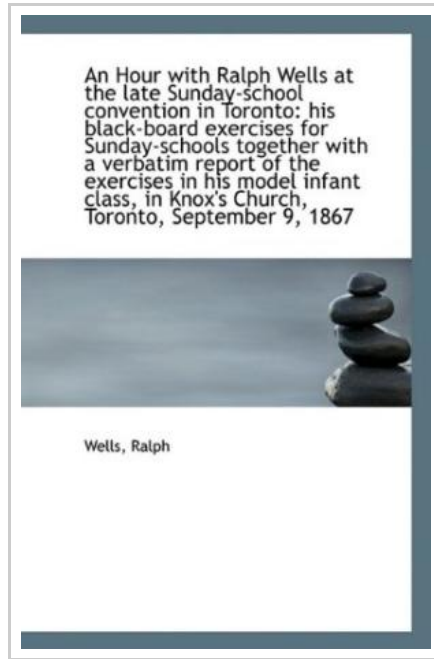 An Hour with Ralph Wells at
the late Sunday-school
convention in Toronto: his
black-board exercises for
Sunday-schools together with
a verbatim report of the
exercises in his model infant
class, in Knox's Church,
Toronto, September 9, 1867
Wells, Ralph